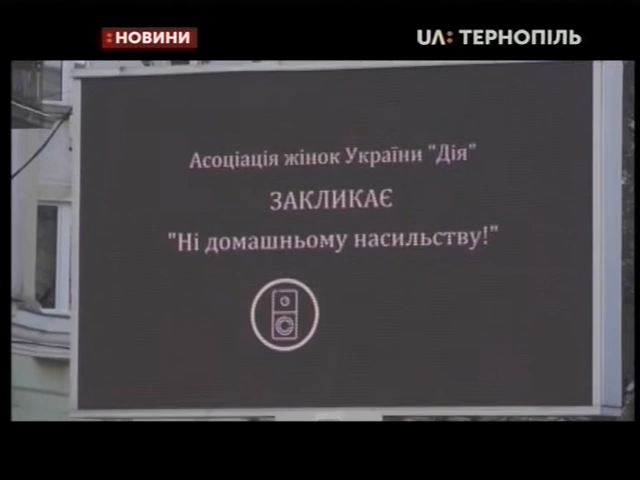 :НОВИНИ
UA: ТЕРНОПІЛЬ
Асоціація жінок України "Дія"
ЗАКЛИКАЄ
"Ні домашньому насильству!"